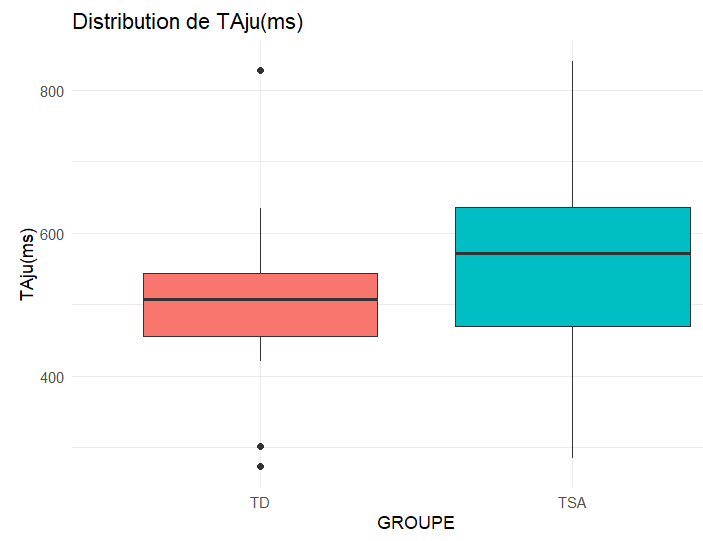 Distribution de TAju(ms)
800
600
400
TAju(ms)
TD
TSA
GROUPE